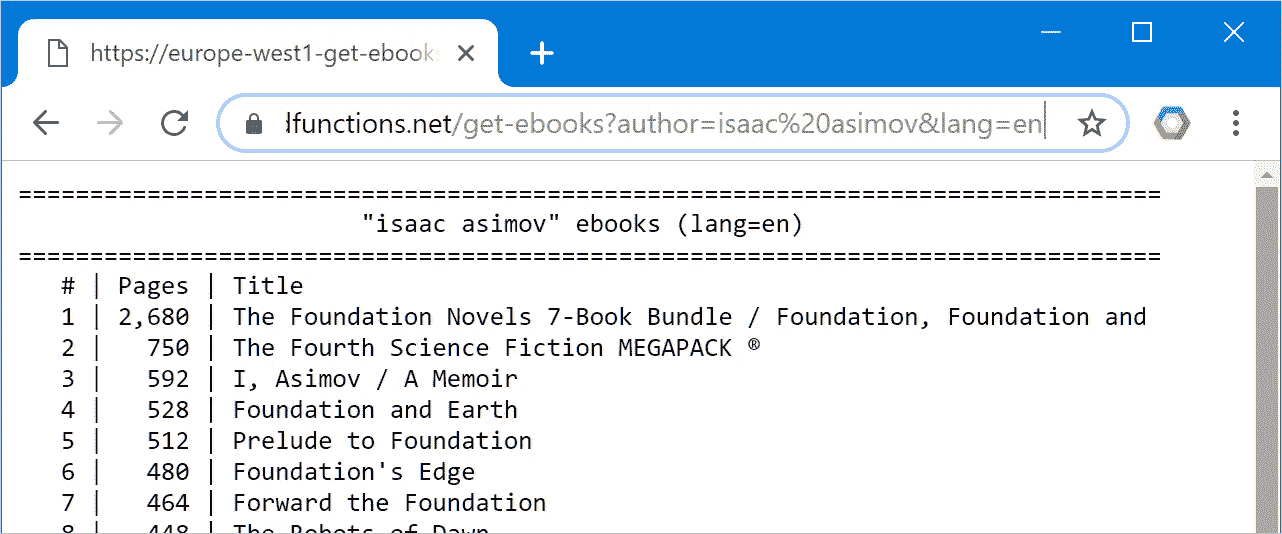 https://europe-west1-get-ebook
lfunctions.net/get-ebooks?author=isaac%20asimov&lang=en
================================================================================
"isaac asimov" ebooks (lang=en)
================================================================================
# | Pages | Title
1 | 2,680 | The Foundation Novels 7-Book Bundle / Foundation, Foundation and
2 | 750 | The Fourth Science Fiction MEGAPACK ®
3 | 592 | I, Asimov / A Memoir
4 | 528 | Foundation and Earth
5 | 512 | Prelude to Foundation
6 | 480 | Foundation's Edge
7 | 464 | Forward the Foundation
8 | 448 | The Robots of Dawn